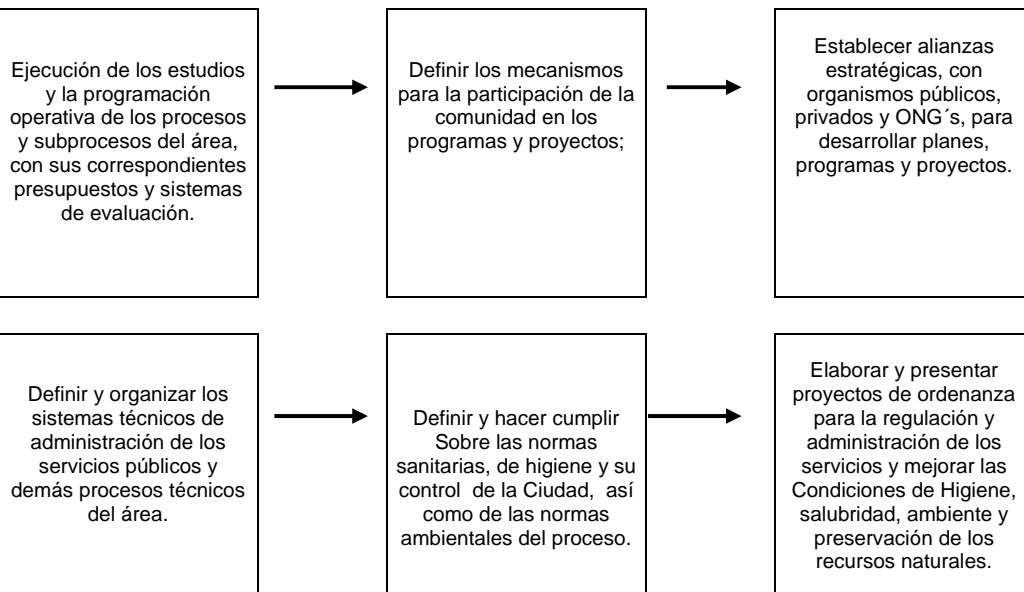 Ejecución de los estudios
y la programación
operativa de los procesos
y subprocesos del área,
con sus correspondientes
presupuestos y sistemas
de evaluación.
Definir los mecanismos
para la participación de la
comunidad en los
programas y proyectos;
Establecer alianzas
estratégicas, con
organismos públicos,
privados y ONG´s, para
desarrollar planes,
programas y proyectos.
Definir y organizar los
sistemas técnicos de
administración de los
servicios públicos y
demás procesos técnicos
del área.
Definir y hacer cumplir
Sobre las normas
sanitarias, de higiene y su
control  de la Ciudad,  así
como de las normas
ambientales del proceso.
Elaborar y presentar
proyectos de ordenanza
para la regulación y
administración de los
servicios y mejorar las
Condiciones de Higiene,
salubridad, ambiente y
preservación de los
recursos naturales.